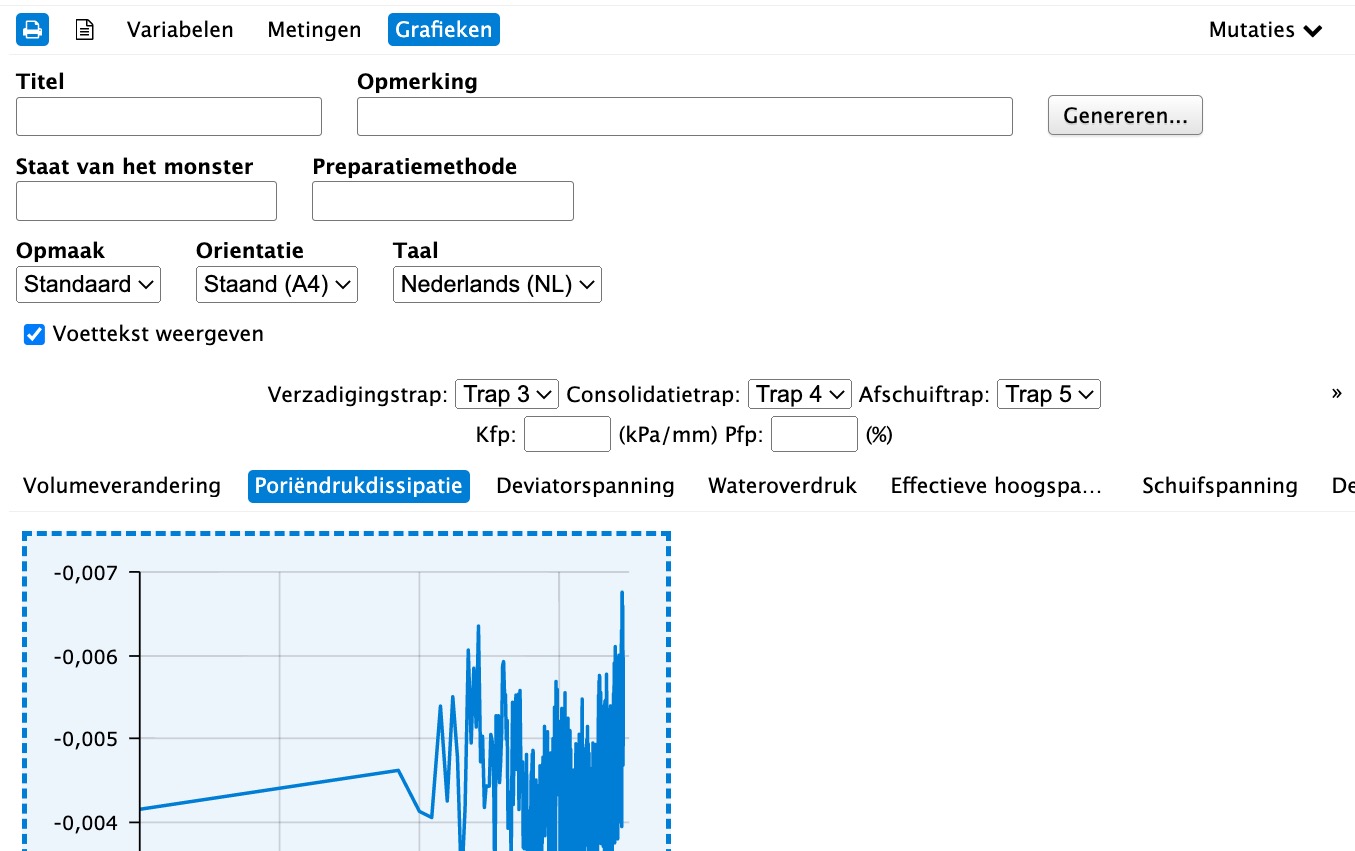 Variabelen Metingen Grafieken Mutaties
Titel Opmerking
Genereren...
Staat van het monster Preparatiemethode
Opmaak Orientatie Taal
Standaard Staand (A4) Nederlands (NL)
Voettekst weergeven
Verzadigingstrap: Trap 3 Consolidatietrap: Trap 4 Afschuiftrap: Trap 5 »
Kfp: (kPa/mm) Pfp: (%)
Volumeverandering Poriëndrukdissipatie Deviatorspanning Wateroverdruk Effectieve hoogspa... Schuifspanning De
-0,007
-0,006
-0,005
-0,004